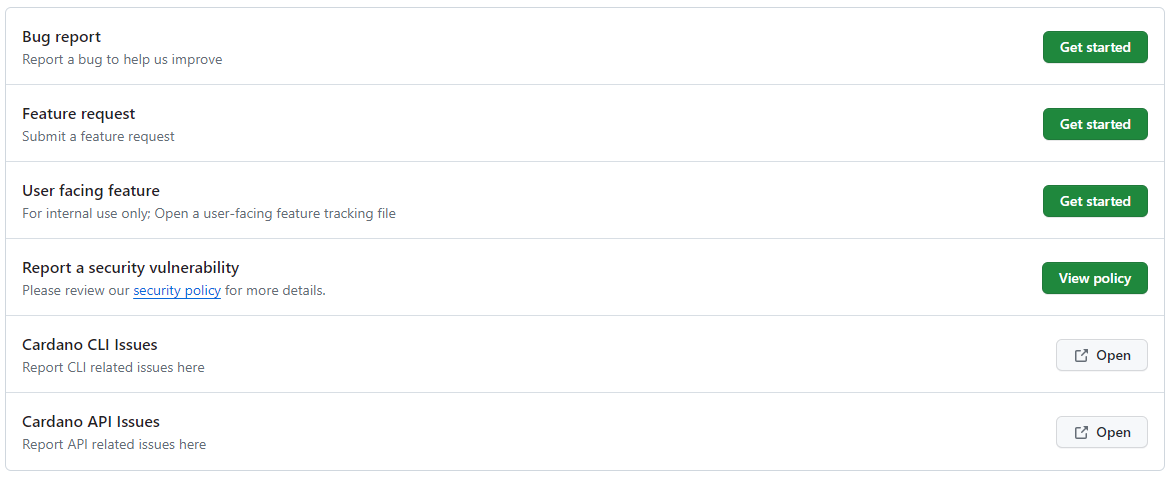 Bug report
Report a bug to help us improve
Get started
Feature request
Submit a feature request
Get started
User facing feature
For internal use only; Open a user-facing feature tracking file
Get started
Report a security vulnerability
Please review our security policy for more details.
View policy
Cardano CLI Issues
Report CLI related issues here
Open
Cardano API Issues
Report API related issues here
Open